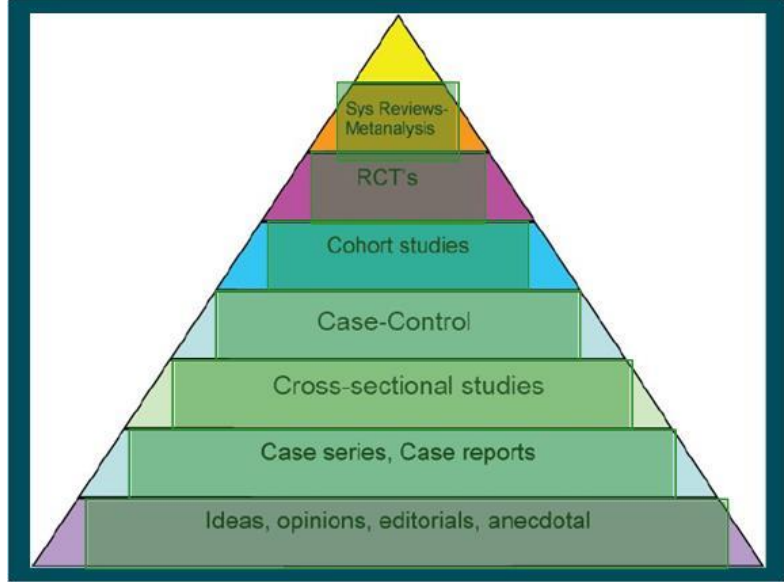 Sys Reviews-
Metanalysis
RCT's
Cohort studies
Case-Control
Cross-sectional studies
Case series, Case reports
Ideas, opinions, editorials, anecdotal